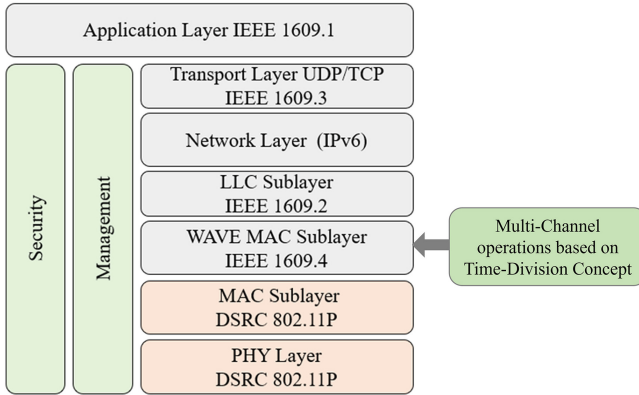 Application Layer IEEE 1609.1
Security
Management
Transport Layer UDP/TCP
IEEE 1609.3
Network Layer (IPv6)
LLC Sublayer
IEEE 1609.2
WAVE MAC Sublayer
IEEE 1609.4
Multi-Channel
operations based on
Time-Division Concept
MAC Sublayer
DSRC 802.11P
PHY Layer
DSRC 802.11P